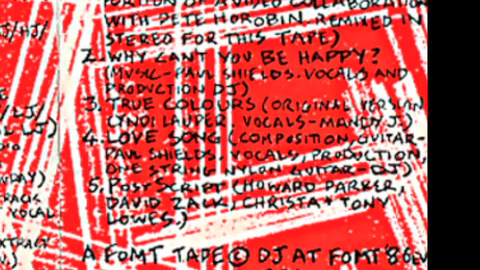 PORTION OF A VIDEO COLLABORATION
WITH PETE HOROBIN. REMIXED IN
STEREO FOR THIS TAPE)
2. WHY CAN'T YOU BE HAPPY?
(MUSIC - PAUL SHIELDS. VOCALS AND
PRODUCTION DJ)
3. TRUE COLOURS (ORIGINAL VERSION
CYNDI LAUPER, VOCALS - MANDY J)
4. LOVE SONG (COMPOSITION, GUITAR -
PAUL SHIELDS. VOCALS, PRODUCTION,
ONE STRING NYLON GUITAR - DJ)
5. POST SCRIPT (HOWARD PARKER,
DAVID ZACK, CHRISTA & TONY
LOWES.)
A FOMT TAPE © DJ AT FOMT '86
VOCAL